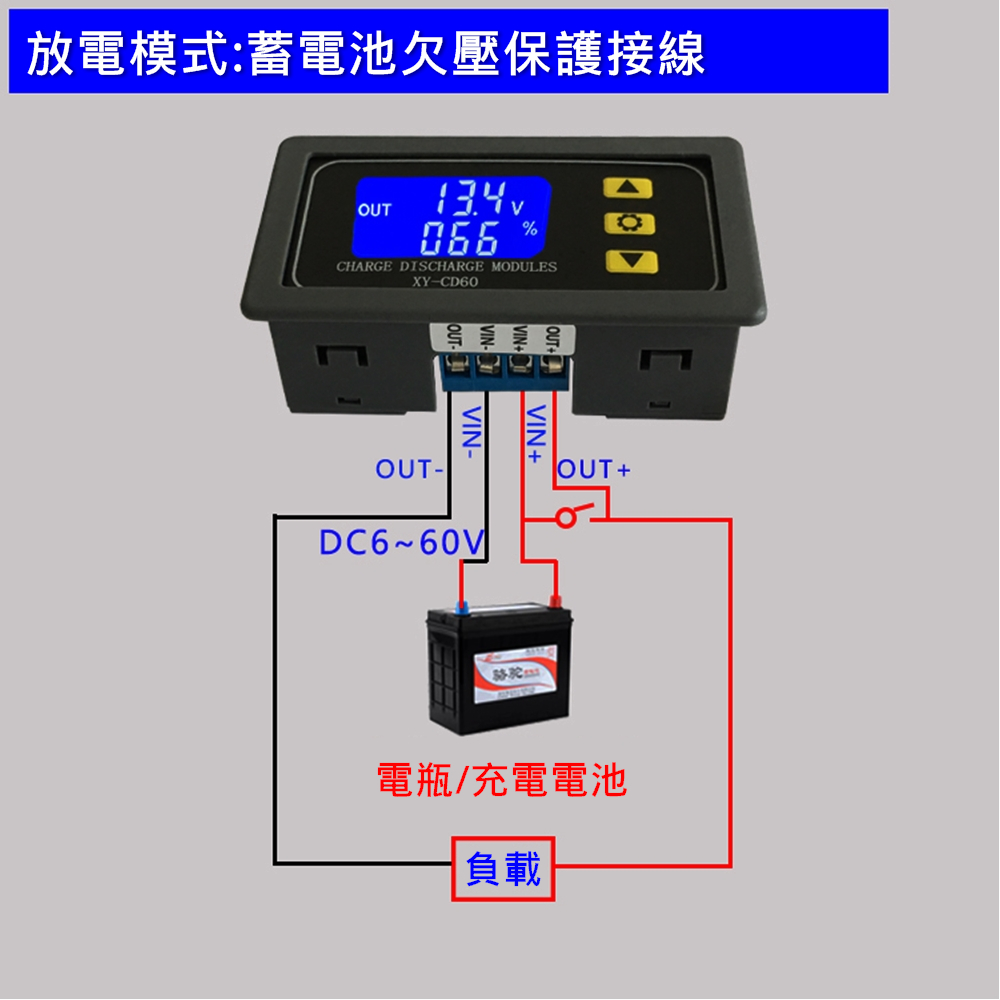 放電模式:蓄電池欠壓保護接線
OUT
13.4 V
066 %
CHARGE DISCHARGE MODULES
XY-CD60
OUT- VIN- VIN+ OUT+
OUT- VIN- VIN+ OUT+
DC6~60V
駱駝
電瓶/充電電池
負載